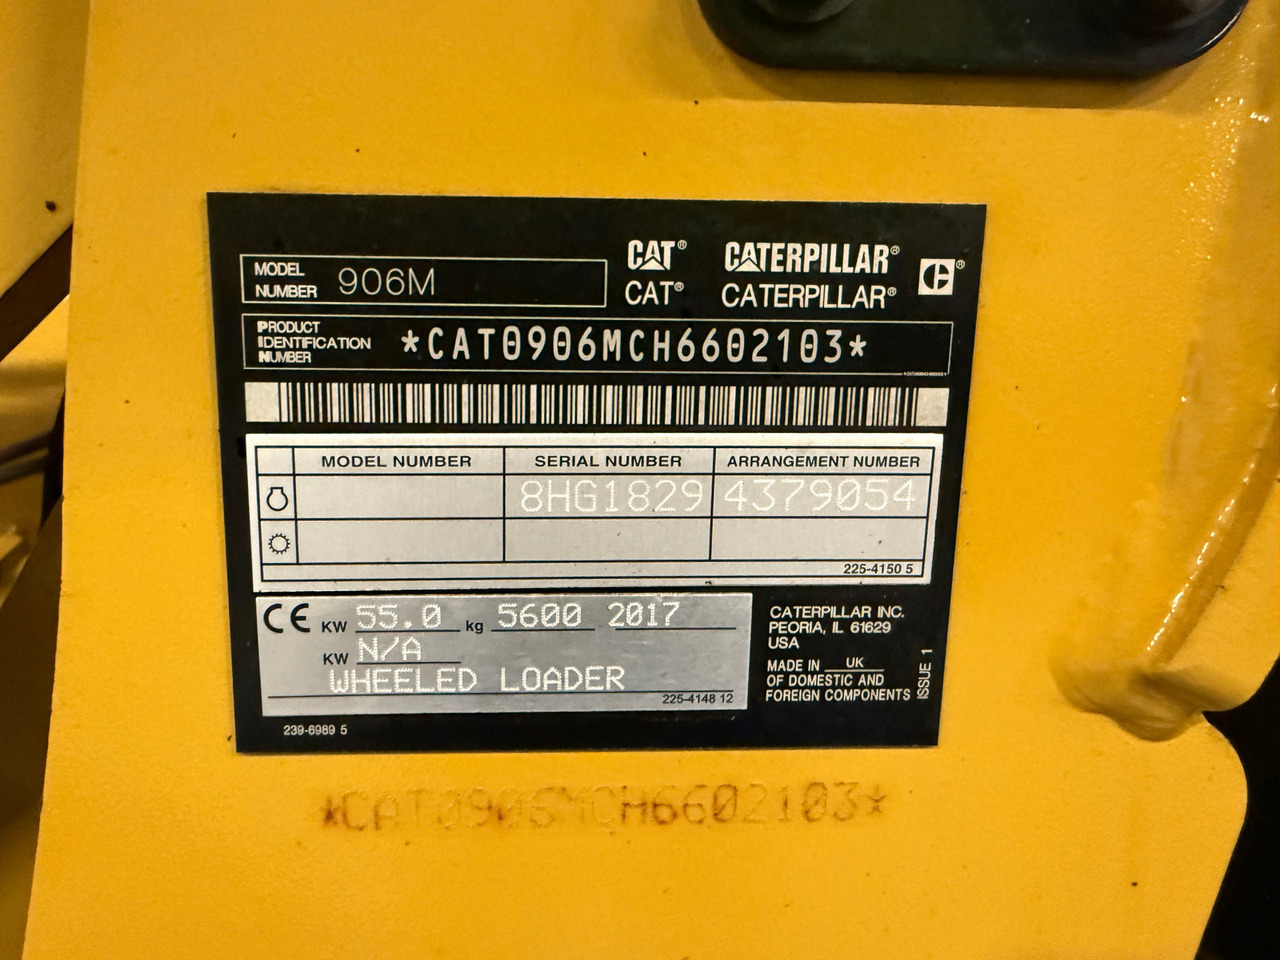 MODEL NUMBER 906M
CAT® CATERPILLAR®
CAT® CATERPILLAR®
PRODUCT IDENTIFICATION NUMBER *CAT0906MCH6602103*
MODEL NUMBER SERIAL NUMBER ARRANGEMENT NUMBER
8HG1829 4379054
225-4150 5
CE KW 55.0 kg 5600 2017
KW N/A
WHEELED LOADER
225-4148 12
CATERPILLAR INC.
PEORIA, IL 61629
USA
MADE IN UK
OF DOMESTIC AND
FOREIGN COMPONENTS
ISSUE 1
239-6989 5
*CAT0906MCH6602103*